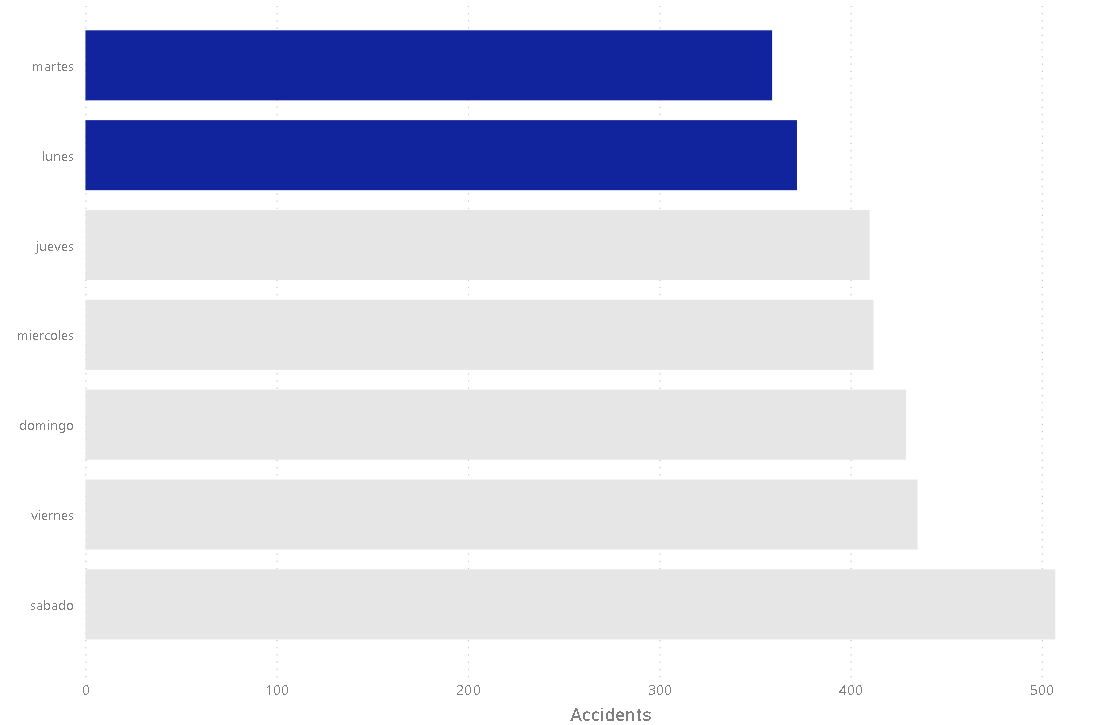 martes
lunes
jueves
miercoles
domingo
viernes
sabado
0 100 200 300 400 500
Accidents